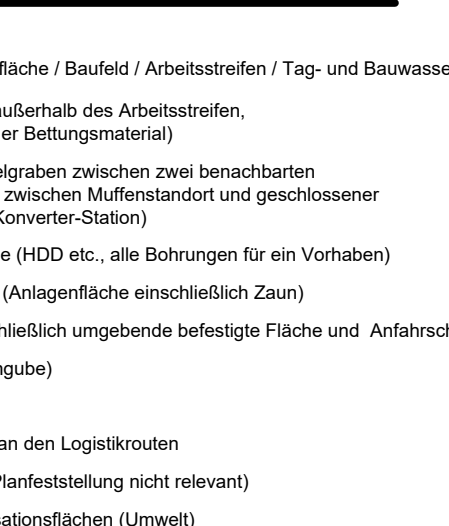 fläche / Baufeld / Arbeitsstreifen / Tag- und Bauwasse
ußerhalb des Arbeitsstreifen,
er Bettungsmaterial)
elgraben zwischen zwei benachbarten
zwischen Muffenstandort und geschlossener
Konverter-Station)
e (HDD etc., alle Bohrungen für ein Vorhaben)
(Anlagenfläche einschließlich Zaun)
hließlich umgebende befestigte Fläche und Anfahrsch
ngube)
an den Logistikrouten
Planfeststellung nicht relevant)
sationsflächen (Umwelt)